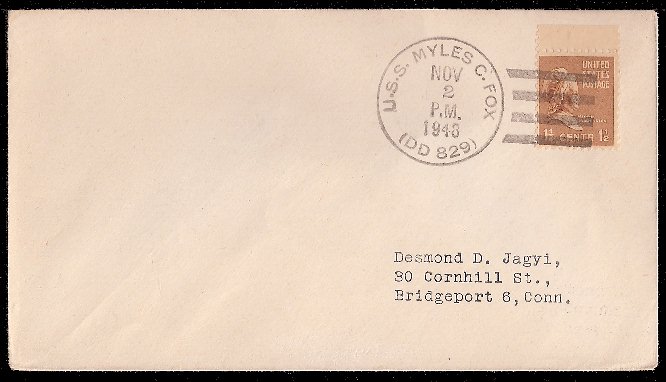 U.S.S. MYLES C. FOX
NOV
2
P.M.
1948
(DD 829)
UNITED
STATES
POSTAGE
1½ CENTS 1½
Desmond D. Jagyi,
30 Cornhill St.,
Bridgeport 6, Conn.